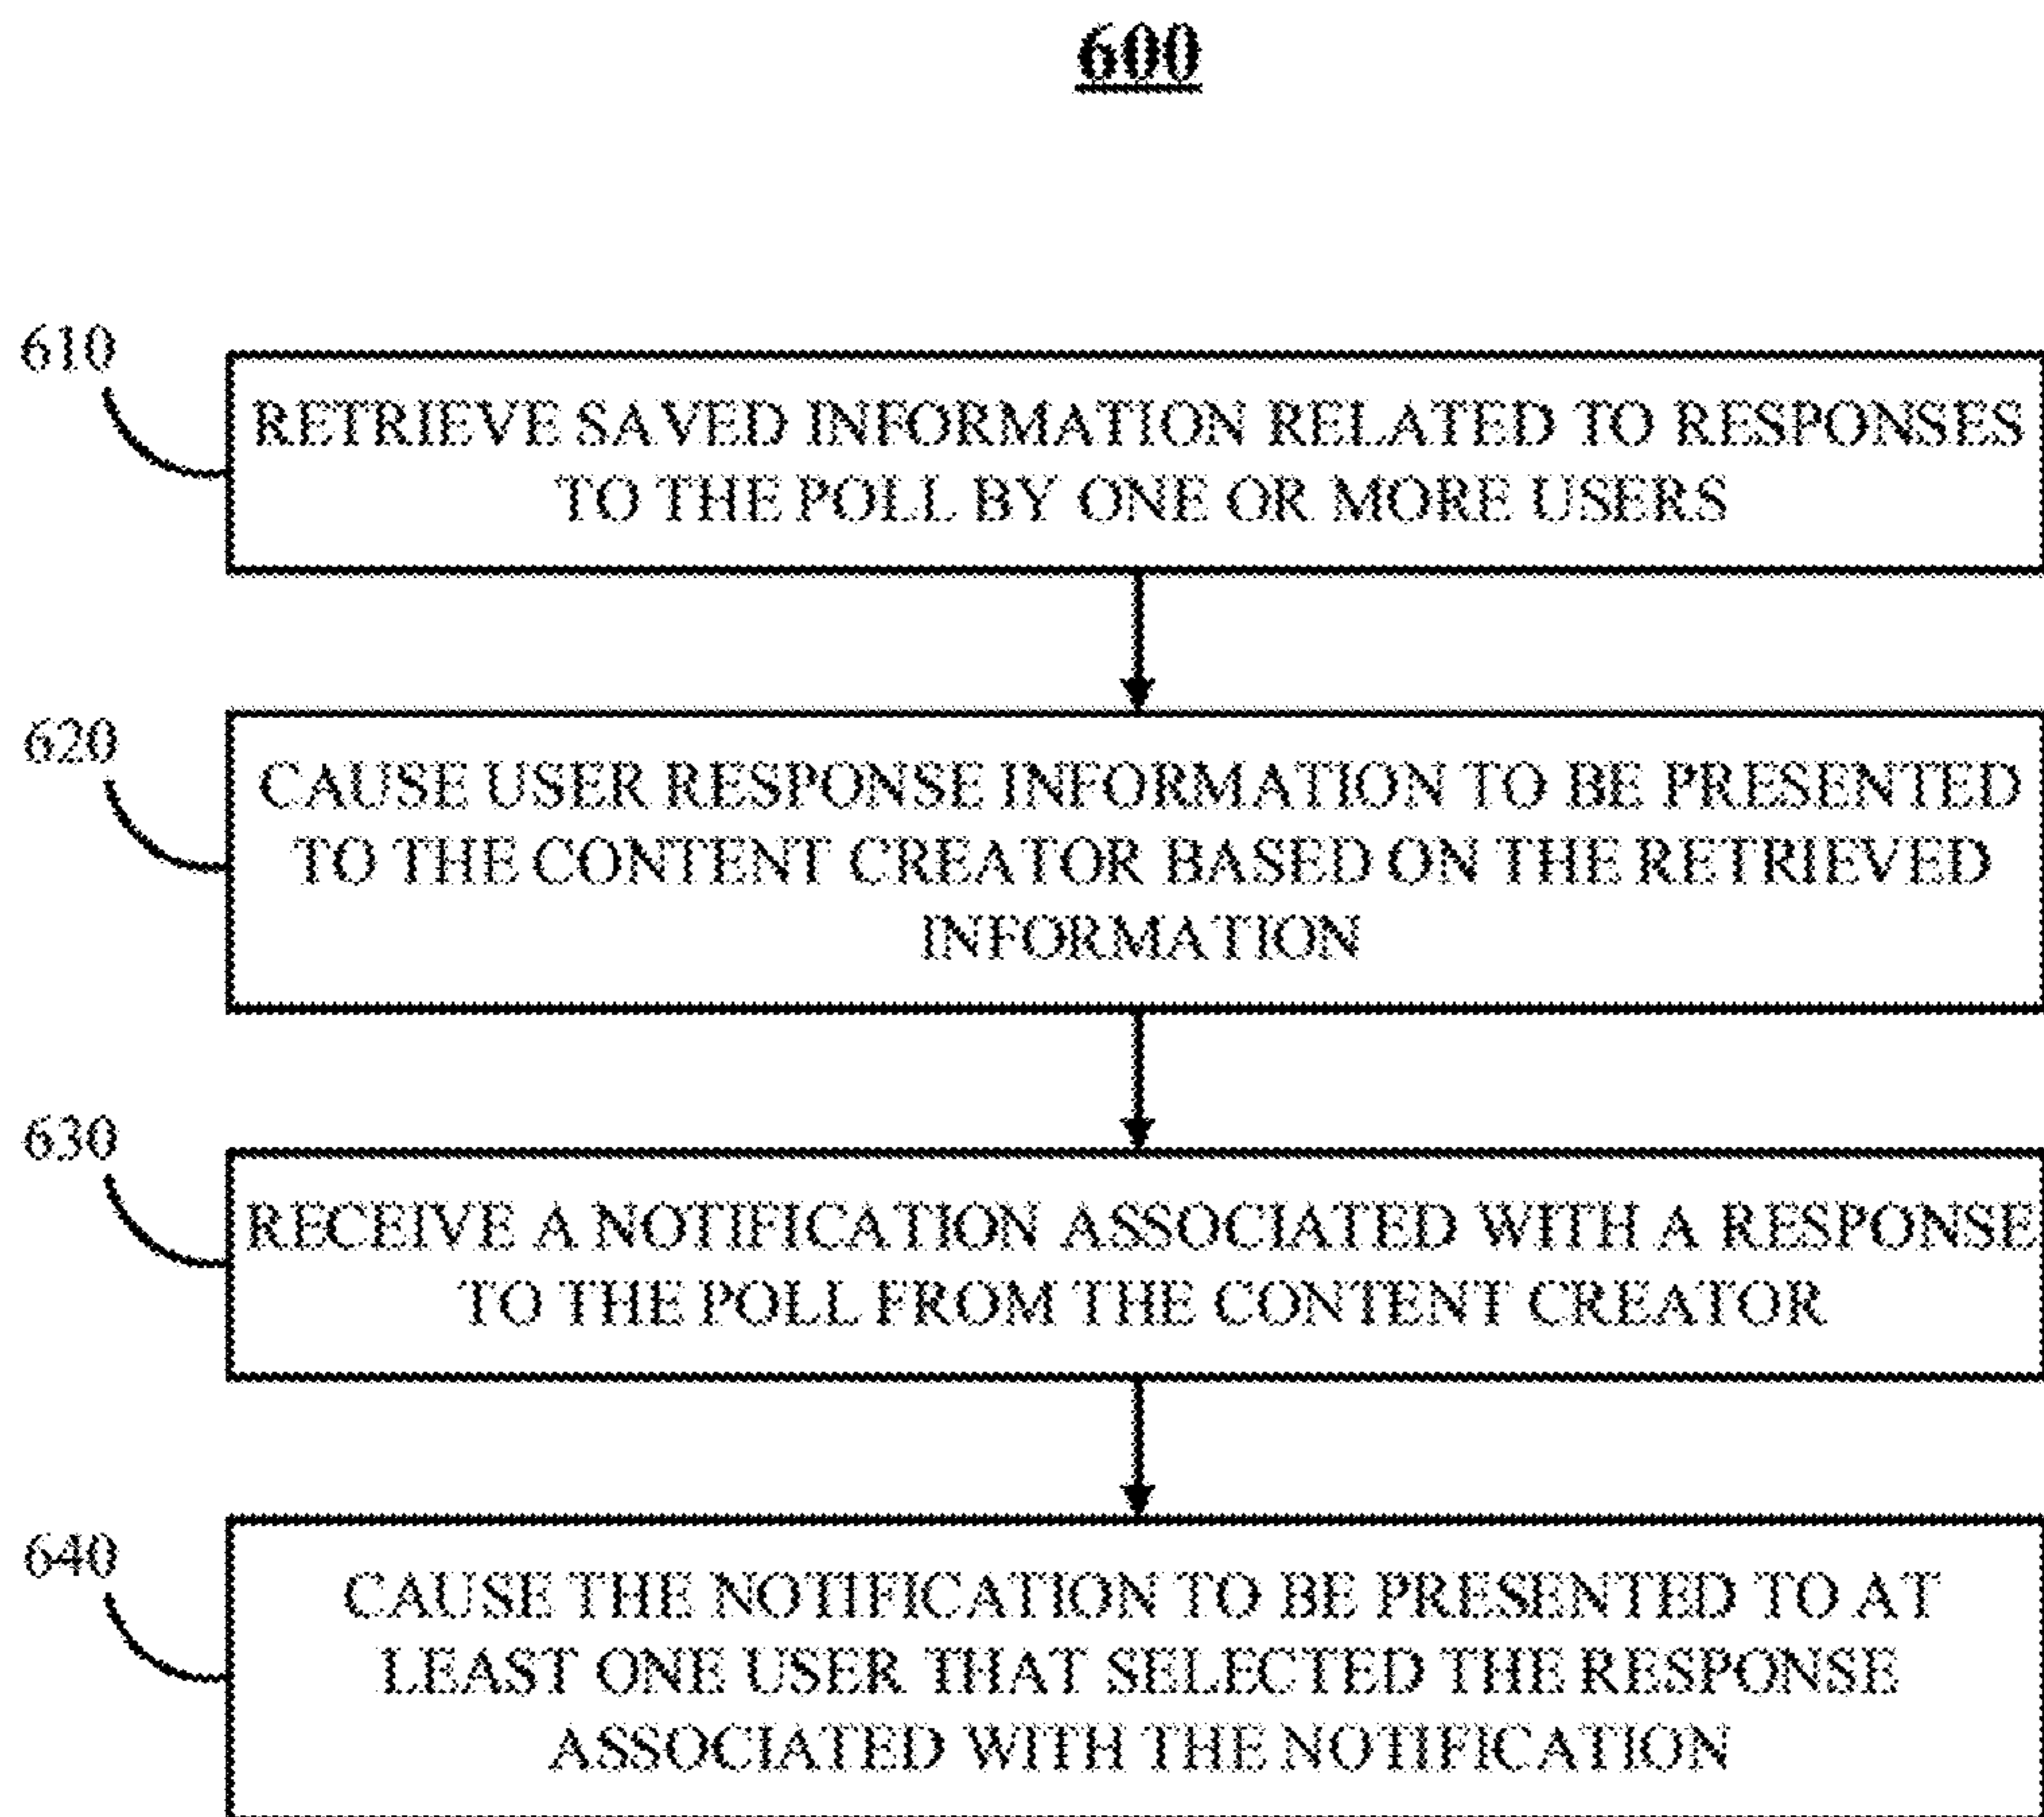 600
610
RETRIEVE SAVED INFORMATION RELATED TO RESPONSES
TO THE POLL BY ONE OR MORE USERS
620
CAUSE USER RESPONSE INFORMATION TO BE PRESENTED
TO THE CONTENT CREATOR BASED ON THE RETRIEVED
INFORMATION
630
RECEIVE A NOTIFICATION ASSOCIATED WITH A RESPONSE
TO THE POLL FROM THE CONTENT CREATOR
640
CAUSE THE NOTIFICATION TO BE PRESENTED TO AT
LEAST ONE USER THAT SELECTED THE RESPONSE
ASSOCIATED WITH THE NOTIFICATION